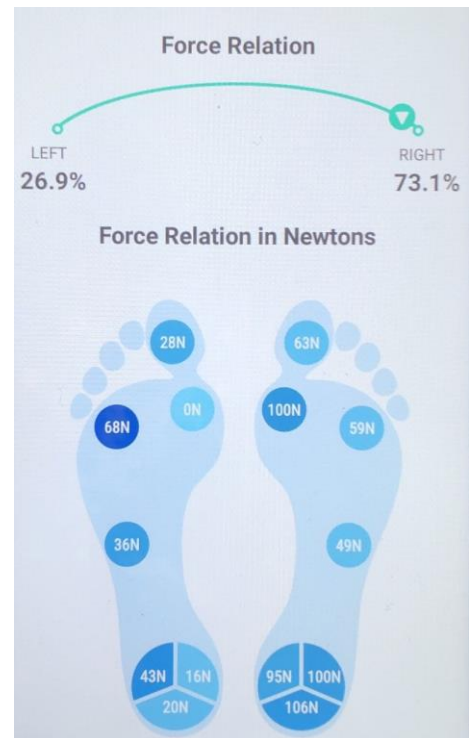 Force Relation
LEFT RIGHT
26.9% 73.1%
Force Relation in Newtons
28N 63N
0N 100N
68N 59N
36N 49N
43N 16N 95N 100N
20N 106N